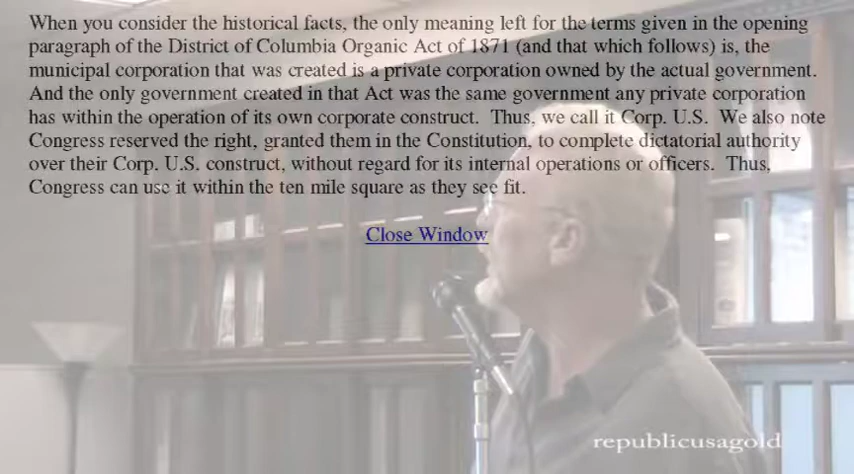 When you consider the historical facts, the only meaning left for the terms given in the opening
paragraph of the District of Columbia Organic Act of 1871 (and that which follows) is, the
municipal corporation that was created is a private corporation owned by the actual government.
And the only government created in that Act was the same government any private corporation
has within the operation of its own corporate construct.  Thus, we call it Corp. U.S.  We also note
Congress reserved the right, granted them in the Constitution, to complete dictatorial authority
over their Corp. U.S. construct, without regard for its internal operations or officers.  Thus,
Congress can use it within the ten mile square as they see fit.
Close Window
republicusagold